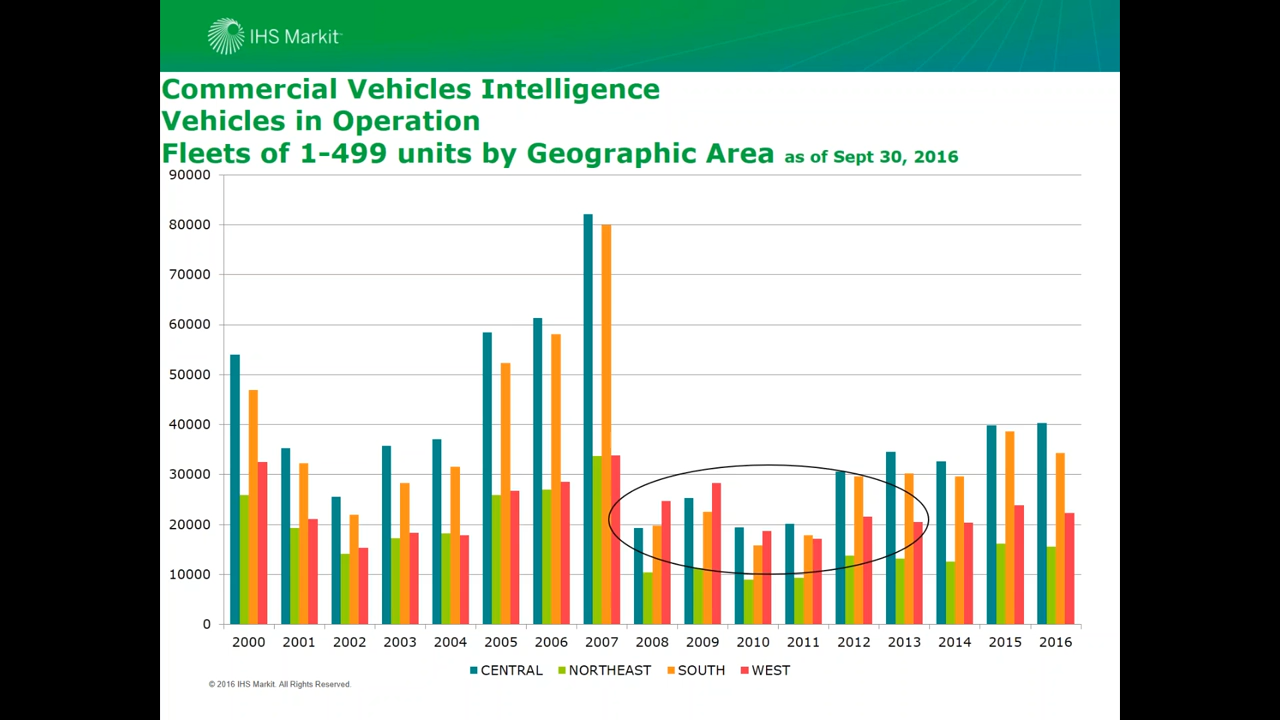 IHS Markit
Commercial Vehicles Intelligence
Vehicles in Operation
Fleets of 1-499 units by Geographic Area as of Sept 30, 2016
90000
80000
70000
60000
50000
40000
30000
20000
10000
0
2000 2001 2002 2003 2004 2005 2006 2007 2008 2009 2010 2011 2012 2013 2014 2015 2016
CENTRAL NORTHEAST SOUTH WEST
© 2016 IHS Markit. All Rights Reserved.